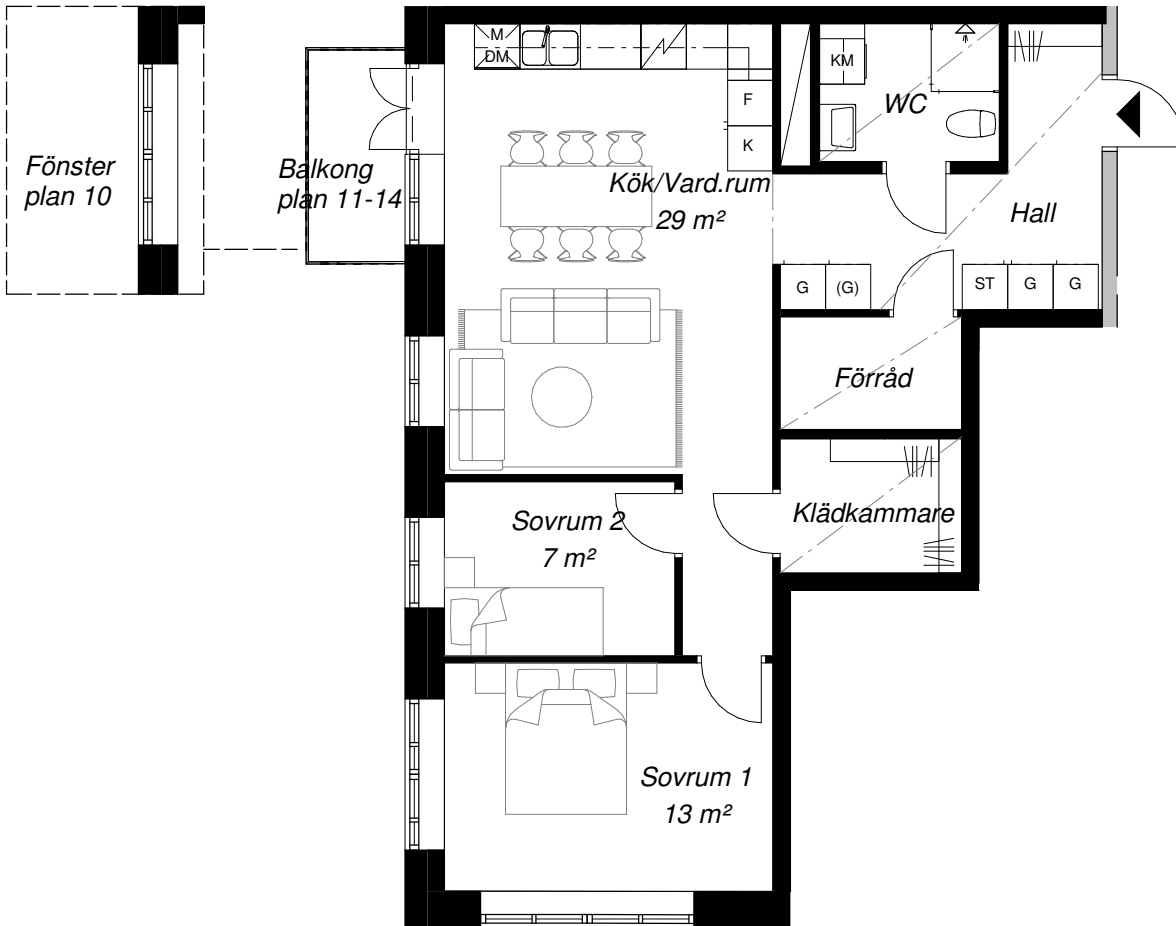 M
DM
KM
F
K
WC
Fönster
plan 10
Balkong
plan 11-14
Kök/Vard.rum
29 m²
Hall
G
(G)
ST
G
G
Förråd
Klädkammare
Sovrum 2
7 m²
Sovrum 1
13 m²